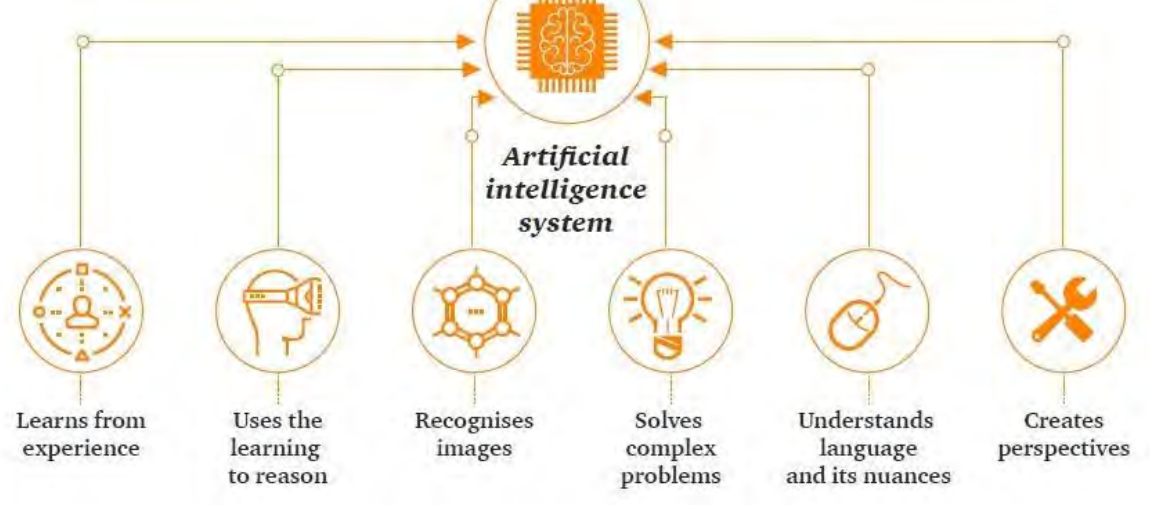 Artificial
intelligence
system
Learns from
experience
Uses the
learning
to reason
Recognises
images
Solves
complex
problems
Understands
language
and its nuances
Creates
perspectives